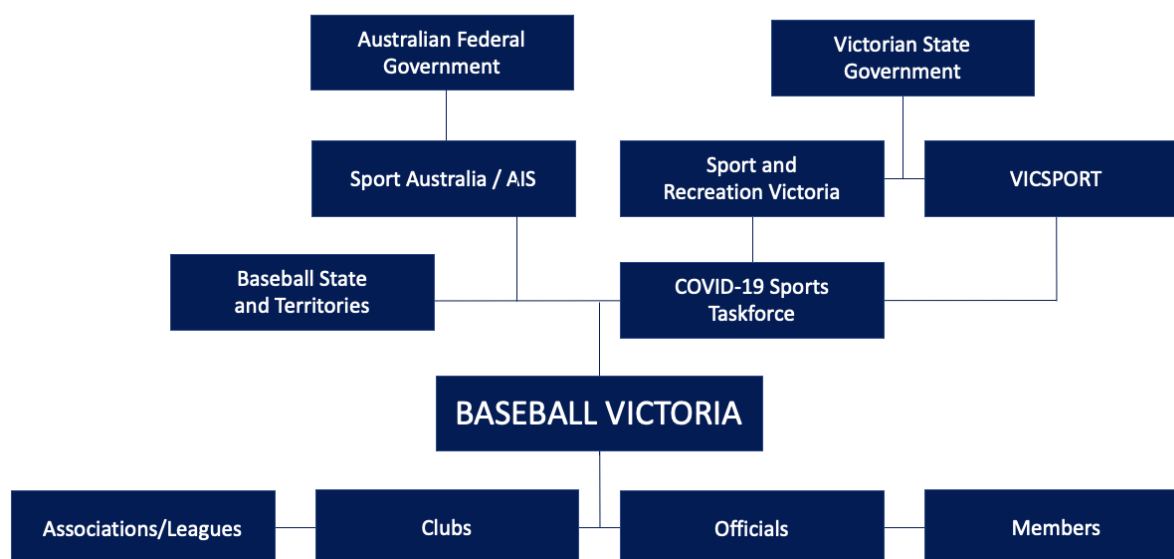 Australian Federal
Government
Victorian State
Government
Sport Australia / AIS
Sport and
Recreation Victoria
VICSPORT
Baseball State
and Territories
COVID-19 Sports
Taskforce
BASEBALL VICTORIA
Associations/Leagues
Clubs
Officials
Members